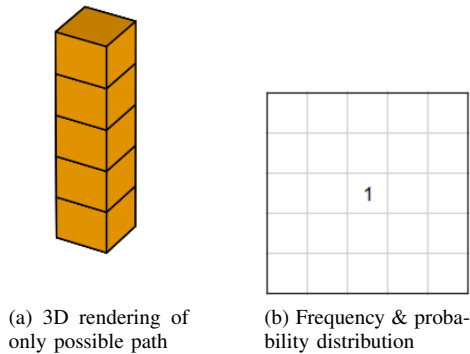 1
(a) 3D rendering of
only possible path
(b) Frequency & proba-
bility distribution